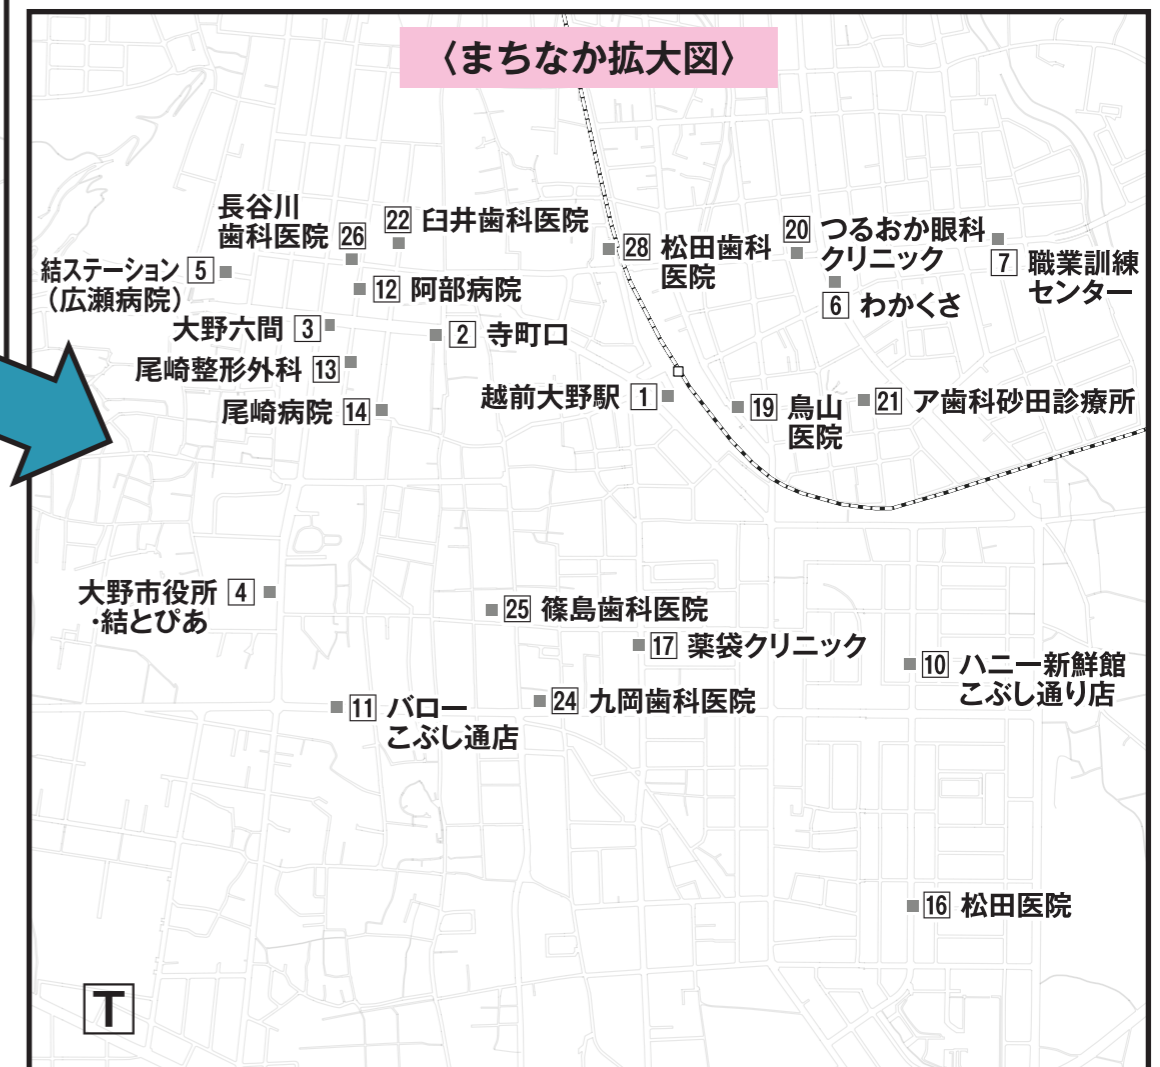 〈まちなか拡大図〉
長谷川
歯科医院 26
22 臼井歯科医院
結ステーション 5
（広瀬病院）
12 阿部病院
28 松田歯科
医院
20 つるおか眼科
クリニック
7 職業訓練
センター
6 わかくさ
大野六間 3
2 寺町口
尾崎整形外科 13
尾崎病院 14
越前大野駅 1
19 鳥山
医院
21 ア歯科砂田診療所
大野市役所 4
・結とぴあ
25 篠島歯科医院
17 薬袋クリニック
10 ハニー新鮮館
こぶし通り店
11 バロー
こぶし通店
24 九岡歯科医院
16 松田医院
T